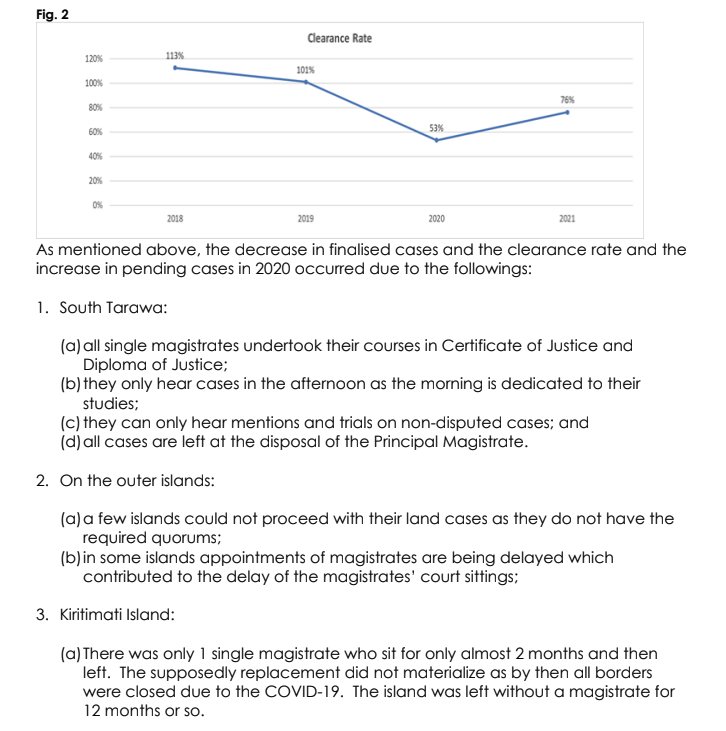 Fig. 2
Clearance Rate
120%
100%
80%
60%
40%
20%
0%
113%
101%
53%
76%
2018 2019 2020 2021
As mentioned above, the decrease in finalised cases and the clearance rate and the
increase in pending cases in 2020 occurred due to the followings:
1. South Tarawa:
(a) all single magistrates undertook their courses in Certificate of Justice and
Diploma of Justice;
(b) they only hear cases in the afternoon as the morning is dedicated to their
studies;
(c) they can only hear mentions and trials on non-disputed cases; and
(d) all cases are left at the disposal of the Principal Magistrate.
2. On the outer islands:
(a) a few islands could not proceed with their land cases as they do not have the
required quorums;
(b) in some islands appointments of magistrates are being delayed which
contributed to the delay of the magistrates' court sittings;
3. Kiritimati Island:
(a) There was only 1 single magistrate who sit for only almost 2 months and then
left. The supposedly replacement did not materialize as by then all borders
were closed due to the COVID-19. The island was left without a magistrate for
12 months or so.